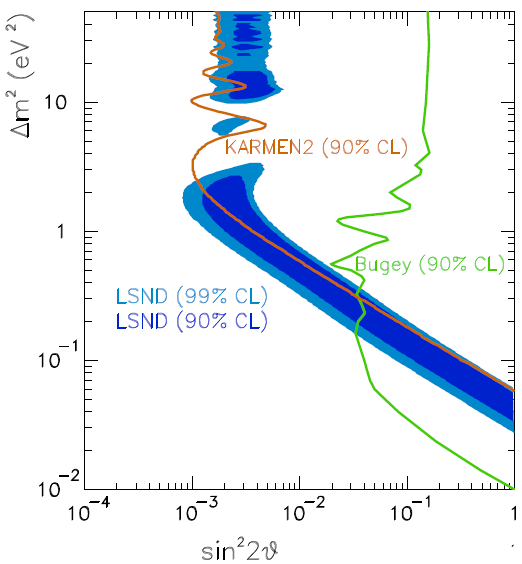 Δm² (eV²)
10
1
10⁻¹
10⁻²
KARMEN2 (90% CL)
Bugey (90% CL)
LSND (99% CL)
LSND (90% CL)
10⁻⁴
10⁻³
10⁻²
10⁻¹
1
sin²2ϑ